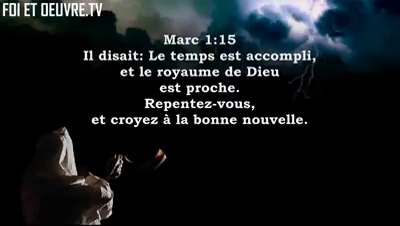 FOI ET OEUVRE.TV
Marc 1:15
Il disait: Le temps est accompli,
et le royaume de Dieu
est proche.
Repentez-vous,
et croyez à la bonne nouvelle.